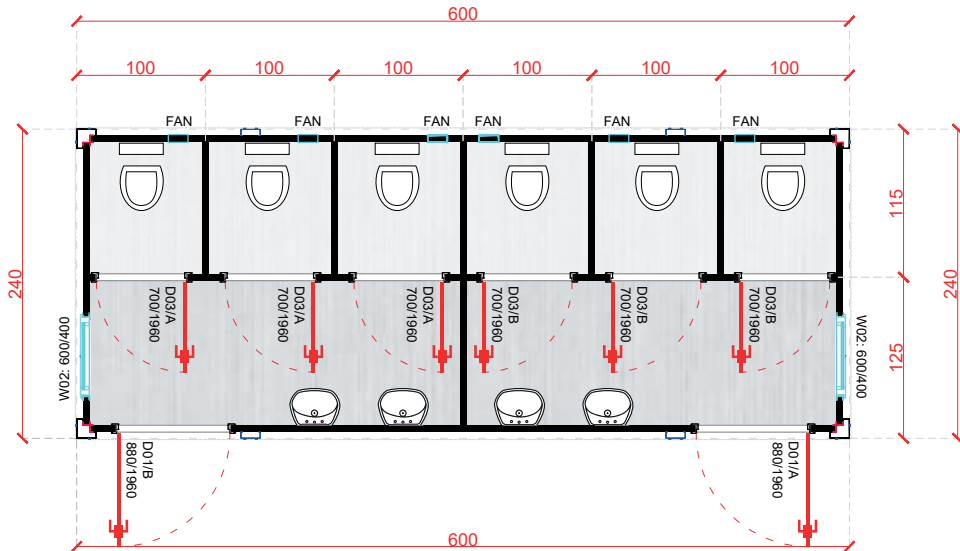 600
100 100 100 100 100 100
FAN FAN FAN FAN FAN FAN
240
115
240
D03/A
700/1960
D03/A
700/1960
D03/A
700/1960
D03/B
700/1960
D03/B
700/1960
D03/B
700/1960
W02: 600/400
W02: 600/400
125
D01/B
880/1960
D01/A
880/1960
600